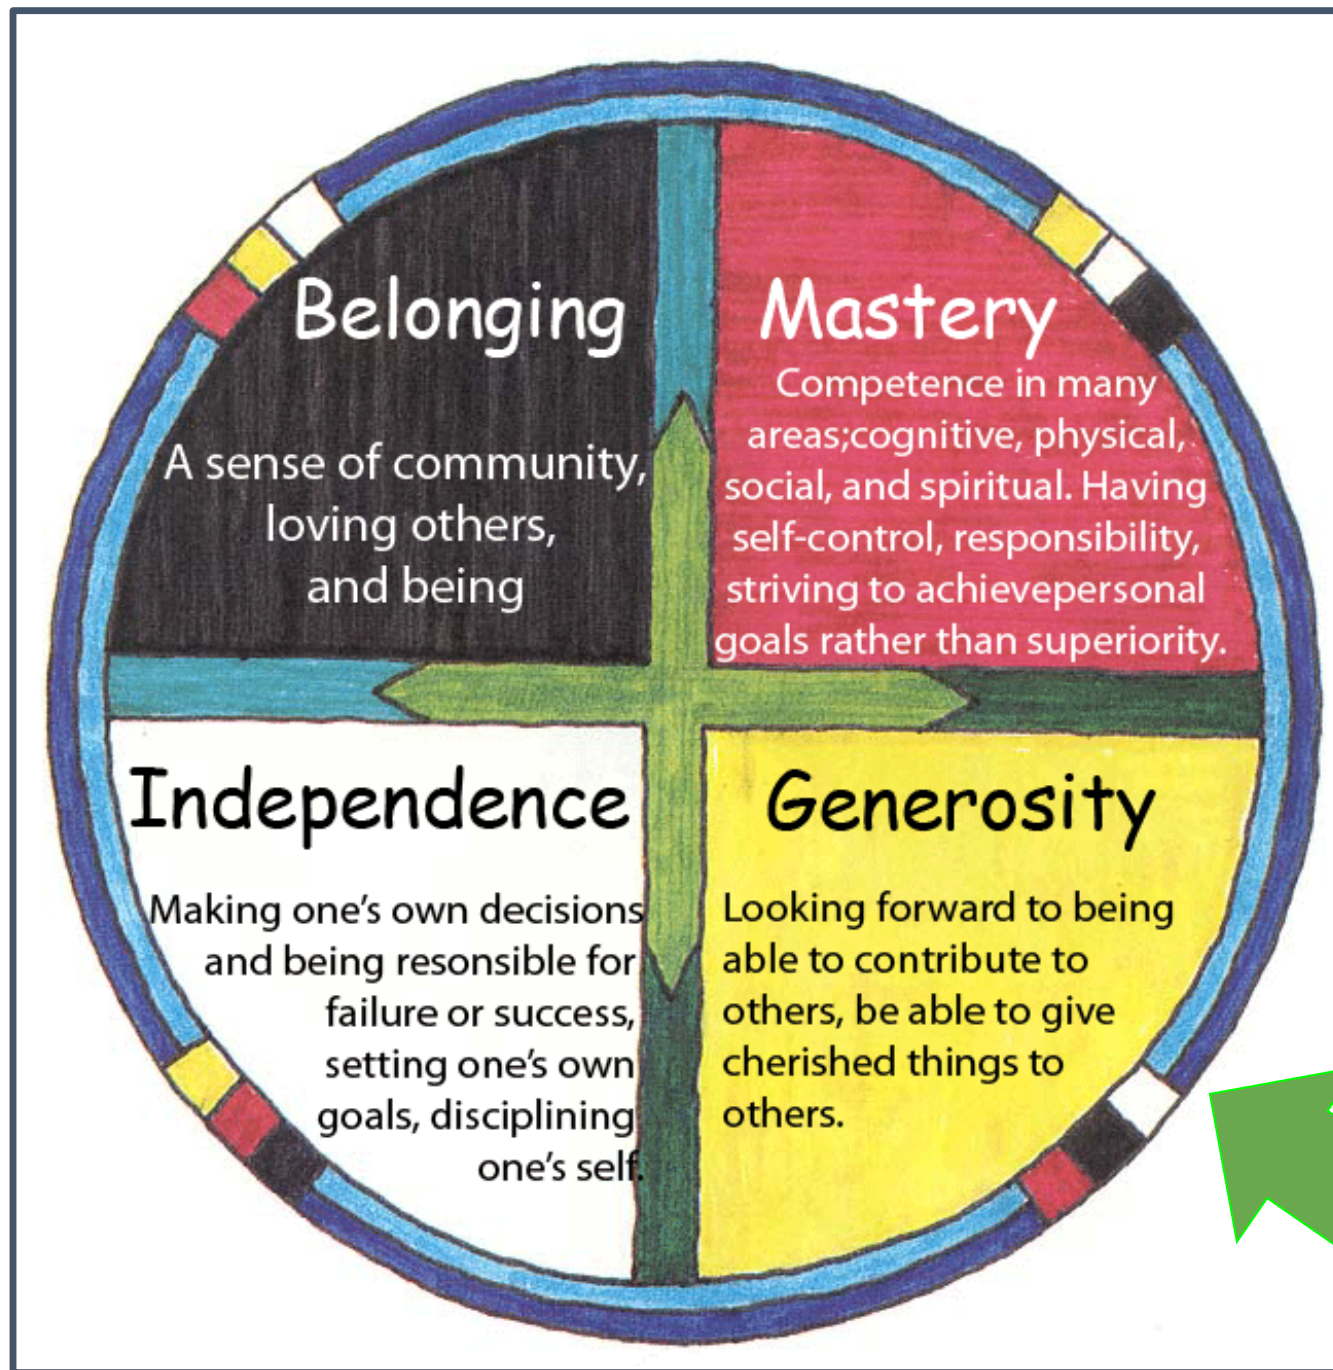 Belonging
A sense of community,
loving others,
and being
Mastery
Competence in many
areas;cognitive, physical,
social, and spiritual. Having
self-control, responsibility,
striving to achievepersonal
goals rather than superiority.
Independence
Making one's own decisions
and being resonsible for
failure or success,
setting one's own
goals, disciplining
one's self.
Generosity
Looking forward to being
able to contribute to
others, be able to give
cherished things to
others.